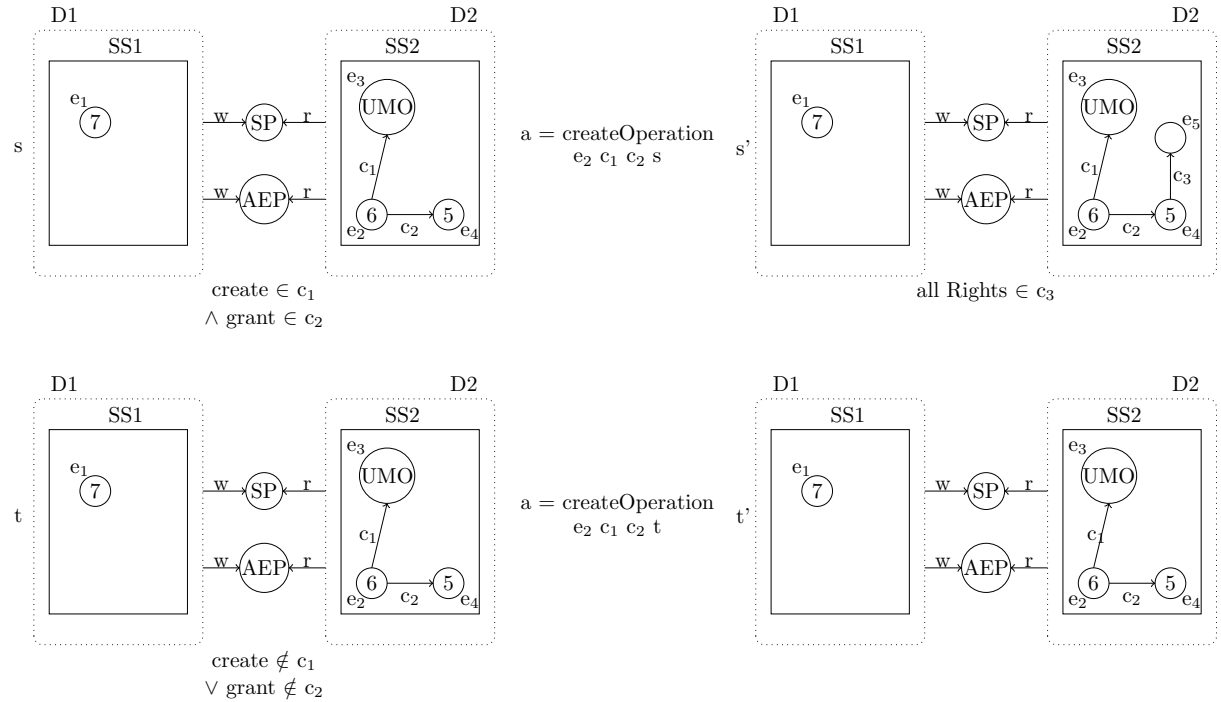 D1
D2
D1
D2
SS1
SS2
SS1
SS2
s
e₁
7
w
SP
r
e₃
UMO
c₁
w
AEP
r
6
e₂
c₂
5
e₄
a = createOperation
e₂ c₁ c₂ s
s'
e₁
7
w
SP
r
e₃
UMO
e₅
c₁
c₃
w
AEP
r
6
e₂
c₂
5
e₄
create ∈ c₁
∧ grant ∈ c₂
all Rights ∈ c₃
D1
D2
D1
D2
SS1
SS2
SS1
SS2
t
e₁
7
w
SP
r
e₃
UMO
c₁
w
AEP
r
6
e₂
c₂
5
e₄
a = createOperation
e₂ c₁ c₂ t
t'
e₁
7
w
SP
r
e₃
UMO
c₁
w
AEP
r
6
e₂
c₂
5
e₄
create ∉ c₁
∨ grant ∉ c₂